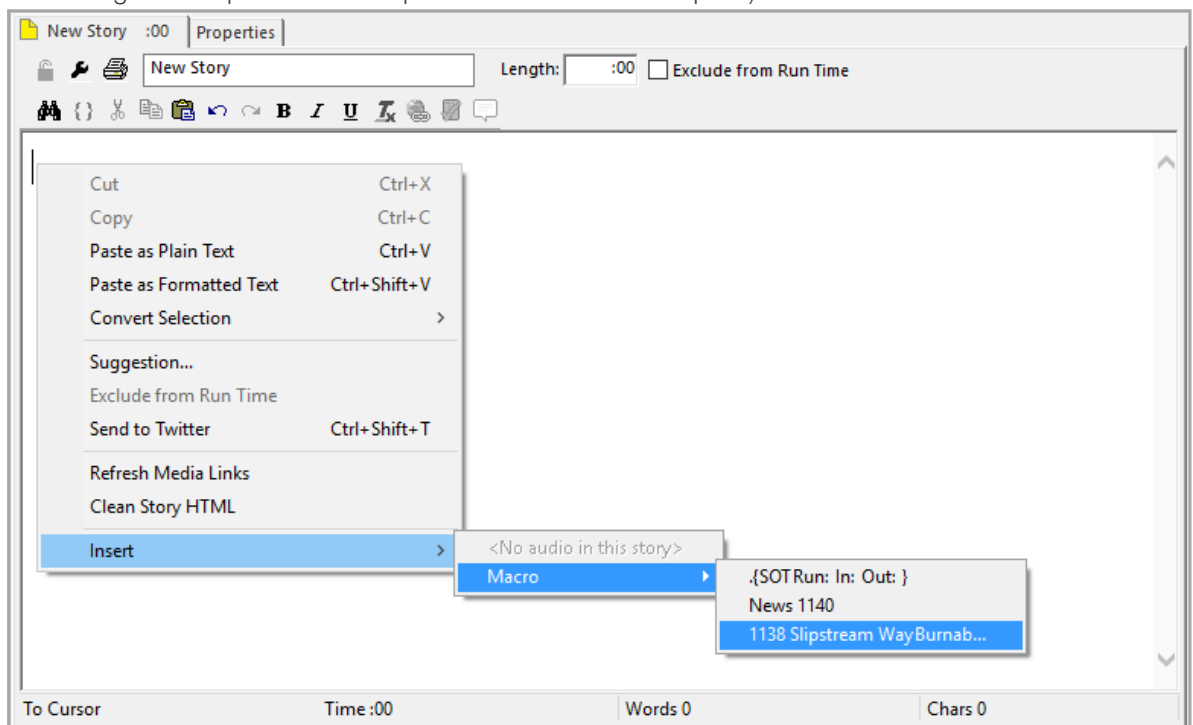 New Story :00 Properties
New Story Length: :00 Exclude from Run Time
{} B I U Tx
Cut Ctrl+X
Copy Ctrl+C
Paste as Plain Text Ctrl+V
Paste as Formatted Text Ctrl+Shift+V
Convert Selection >
Suggestion...
Exclude from Run Time
Send to Twitter Ctrl+Shift+T
Refresh Media Links
Clean Story HTML
Insert >
<No audio in this story>
Macro
.{SOTRun: In: Out: }
News 1140
1138 Slipstream WayBurnab...
To Cursor Time :00 Words 0 Chars 0